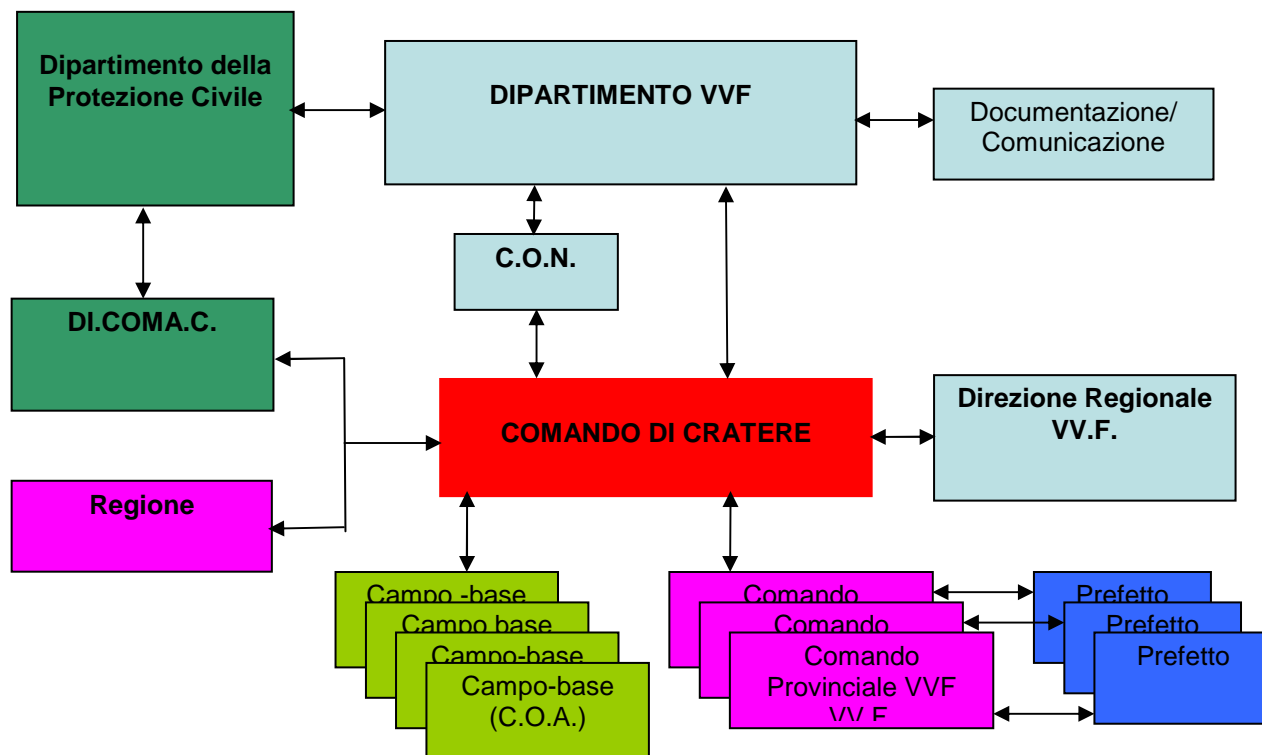 Dipartimento della
Protezione Civile
DIPARTIMENTO VVF
Documentazione/
Comunicazione
C.O.N.
DI.COMA.C.
COMANDO DI CRATERE
Direzione Regionale
VV.F.
Regione
Campo -base
Campo base
Campo-base
Campo-base
(C.O.A.)
Comando
Comando
Comando
Provinciale VVF
VV.F
Prefetto
Prefetto
Prefetto